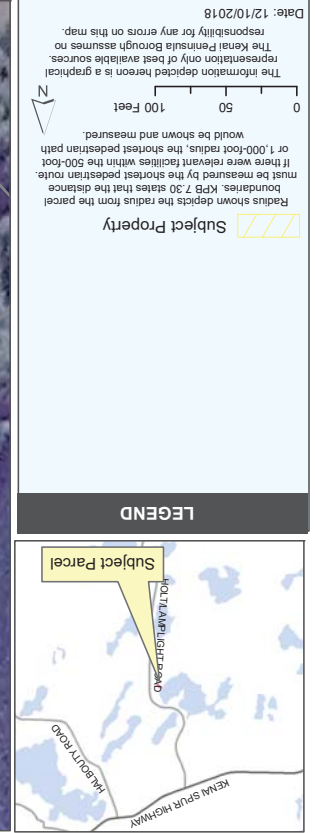 KENAI SPUR HIGHWAY
HALBOUTY ROAD
HOLT/LAMPLIGHT ROAD
Subject Parcel
LEGEND
Subject Property
Radius shown depicts the radius from the parcel
boundaries. KPB 7.30 states that the distance
must be measured by the shortest pedestrian route.
If there were relevant facilities within the 500-foot
or 1,000-foot radius, the shortest pedestrian path
would be shown and measured.
0 50 100 Feet
N
The information depicted hereon is a graphical
representation only of best available sources.
The Kenai Peninsula Borough assumes no
responsibility for any errors on this map.
Date: 12/10/2018